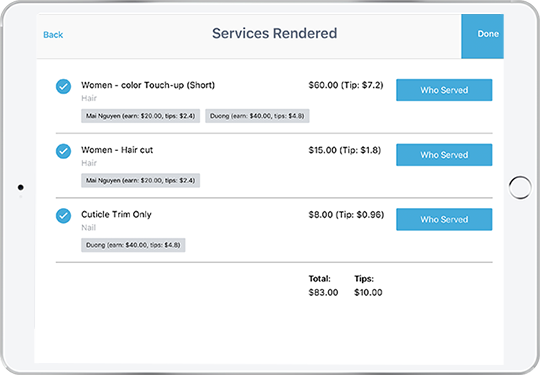 Back
Services Rendered
Done
Women - color Touch-up (Short)
$60.00 (Tip: $7.2)
Who Served
Hair
Mai Nguyen (earn: $20.00, tips: $2.4)
Duong (earn: $40.00, tips: $4.8)
Women - Hair cut
$15.00 (Tip: $1.8)
Who Served
Hair
Mai Nguyen (earn: $20.00, tips: $2.4)
Cuticle Trim Only
$8.00 (Tip: $0.96)
Who Served
Nail
Duong (earn: $40.00, tips: $4.8)
Total:
Tips:
$83.00
$10.00